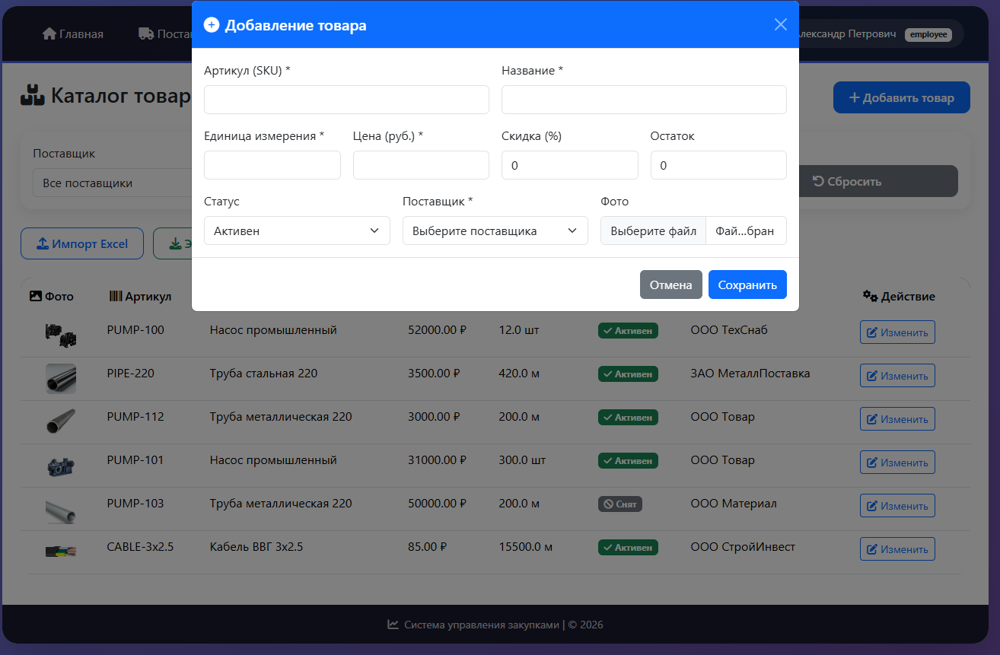 Добавление товара
Главная
Александр Петрович employee
Каталог
Добавить товар
Артикул (SKU) * Название *
Единица измерения * Цена (руб.) * Скидка (%) Остаток
0 0
Поставщик
Все поставщики
Сбросить
Статус Поставщик * Фото
Активен Выберите поставщика Выберите файл Фай...бран
Импорт Excel
Отмена Сохранить
Фото Артикул Действие
PUMP-100 Насос промышленный 52000.00 ₽ 12.0 шт Активен ООО ТехСнаб Изменить
PIPE-220 Труба стальная 220 3500.00 ₽ 420.0 м Активен ЗАО МеталлПоставка Изменить
PUMP-112 Труба металлическая 220 3000.00 ₽ 200.0 м Активен ООО Товар Изменить
PUMP-101 Насос промышленный 31000.00 ₽ 300.0 шт Активен ООО Товар Изменить
PUMP-103 Труба металлическая 220 50000.00 ₽ 200.0 м Снят ООО Материал Изменить
CABLE-3x2.5 Кабель ВВГ 3x2.5 85.00 ₽ 15500.0 м Активен ООО СтройИнвест Изменить
Система управления закупками | © 2026